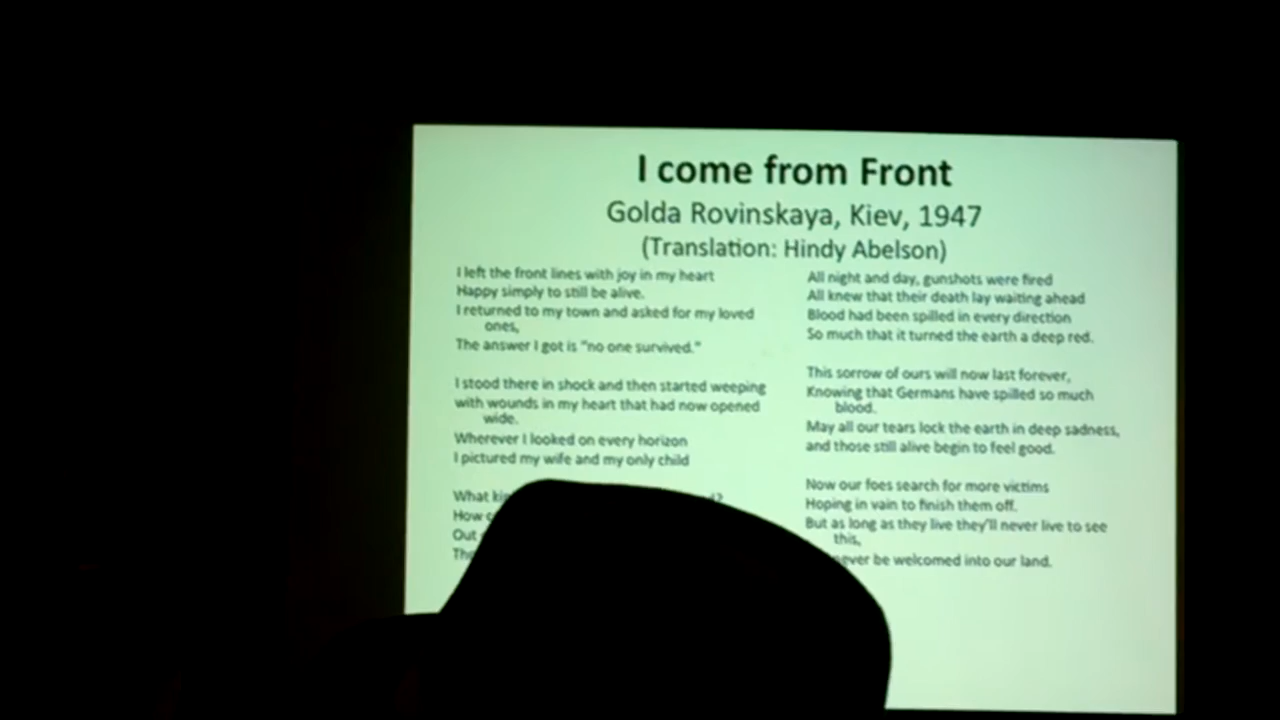 I come from Front
Golda Rovinskaya, Kiev, 1947
(Translation: Hindy Abelson)
I left the front lines with joy in my heart
Happy simply to still be alive.
I returned to my town and asked for my loved
ones,
The answer I got is "no one survived."
I stood there in shock and then started weeping
with wounds in my heart that had now opened
wide.
Wherever I looked on every horizon
I pictured my wife and my only child
What
How
Out
All night and day, gunshots were fired
All knew that their death lay waiting ahead
Blood had been spilled in every direction
So much that it turned the earth a deep red.
This sorrow of ours will now last forever,
Knowing that Germans have spilled so much
blood.
May all our tears lock the earth in deep sadness,
and those still alive begin to feel good.
Now our foes search for more victims
Hoping in vain to finish them off.
But as long as they live they'll never live to see
this,
never be welcomed into our land.